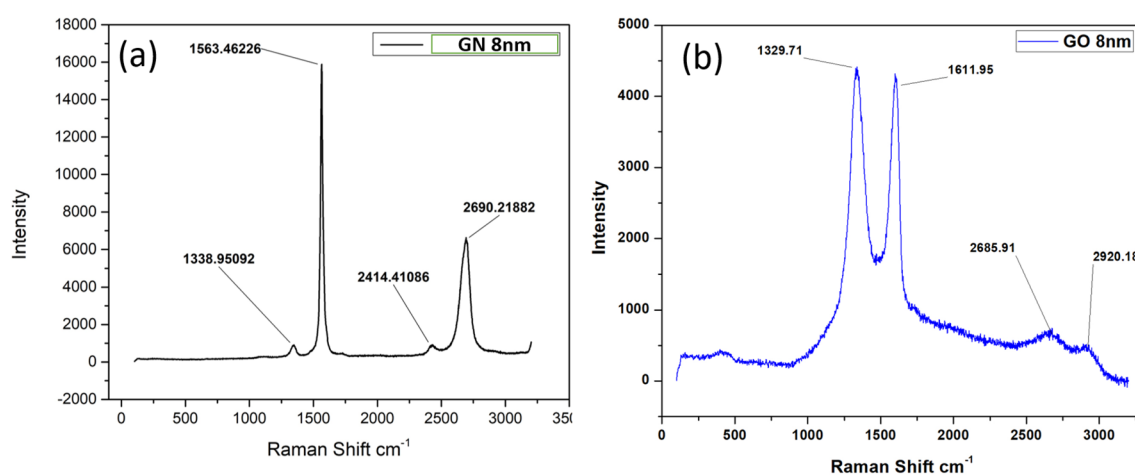 (a)
GN 8nm
18000
16000
14000
12000
10000
8000
6000
4000
2000
0
-2000
Intensity
1563.46226
1338.95092
2414.41086
2690.21882
0 500 1000 1500 2000 2500 3000 350
Raman Shift cm⁻¹
(b)
GO 8nm
5000
4000
3000
2000
1000
0
Intensity
1329.71
1611.95
2685.91
2920.18
0 500 1000 1500 2000 2500 3000
Raman Shift cm⁻¹